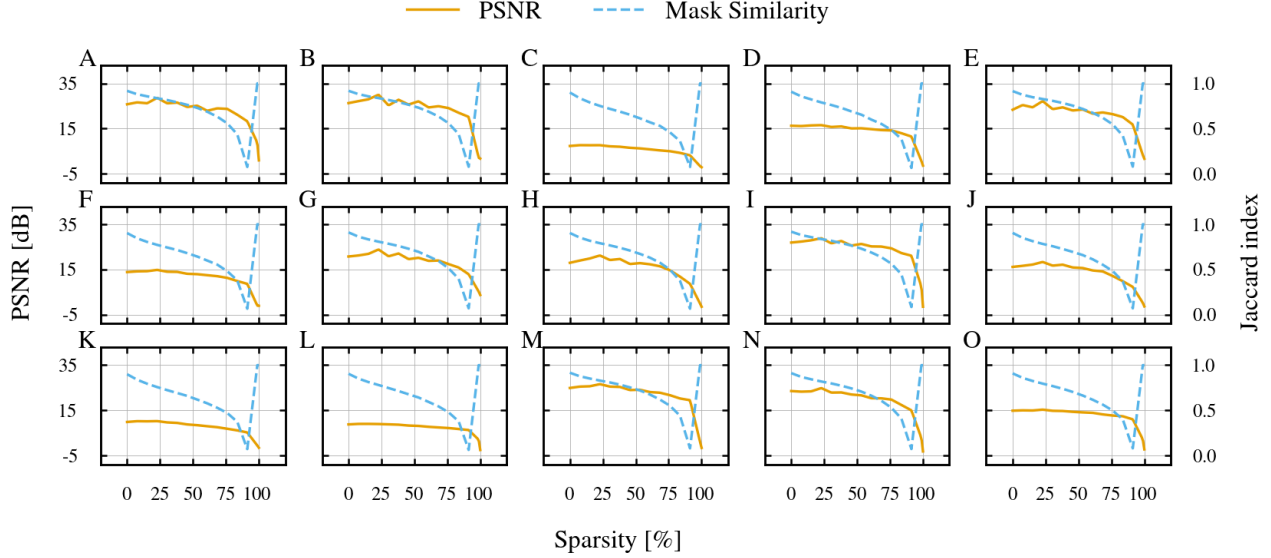 PSNR Mask Similarity
A B C D E
35 1.0
15 0.5
-5 0.0
F G H I J
35 1.0
15 0.5
-5 0.0
K L M N O
35 1.0
15 0.5
-5 0.0
0 25 50 75 100 0 25 50 75 100 0 25 50 75 100 0 25 50 75 100 0 25 50 75 100
PSNR [dB]
Jaccard index
Sparsity [%]